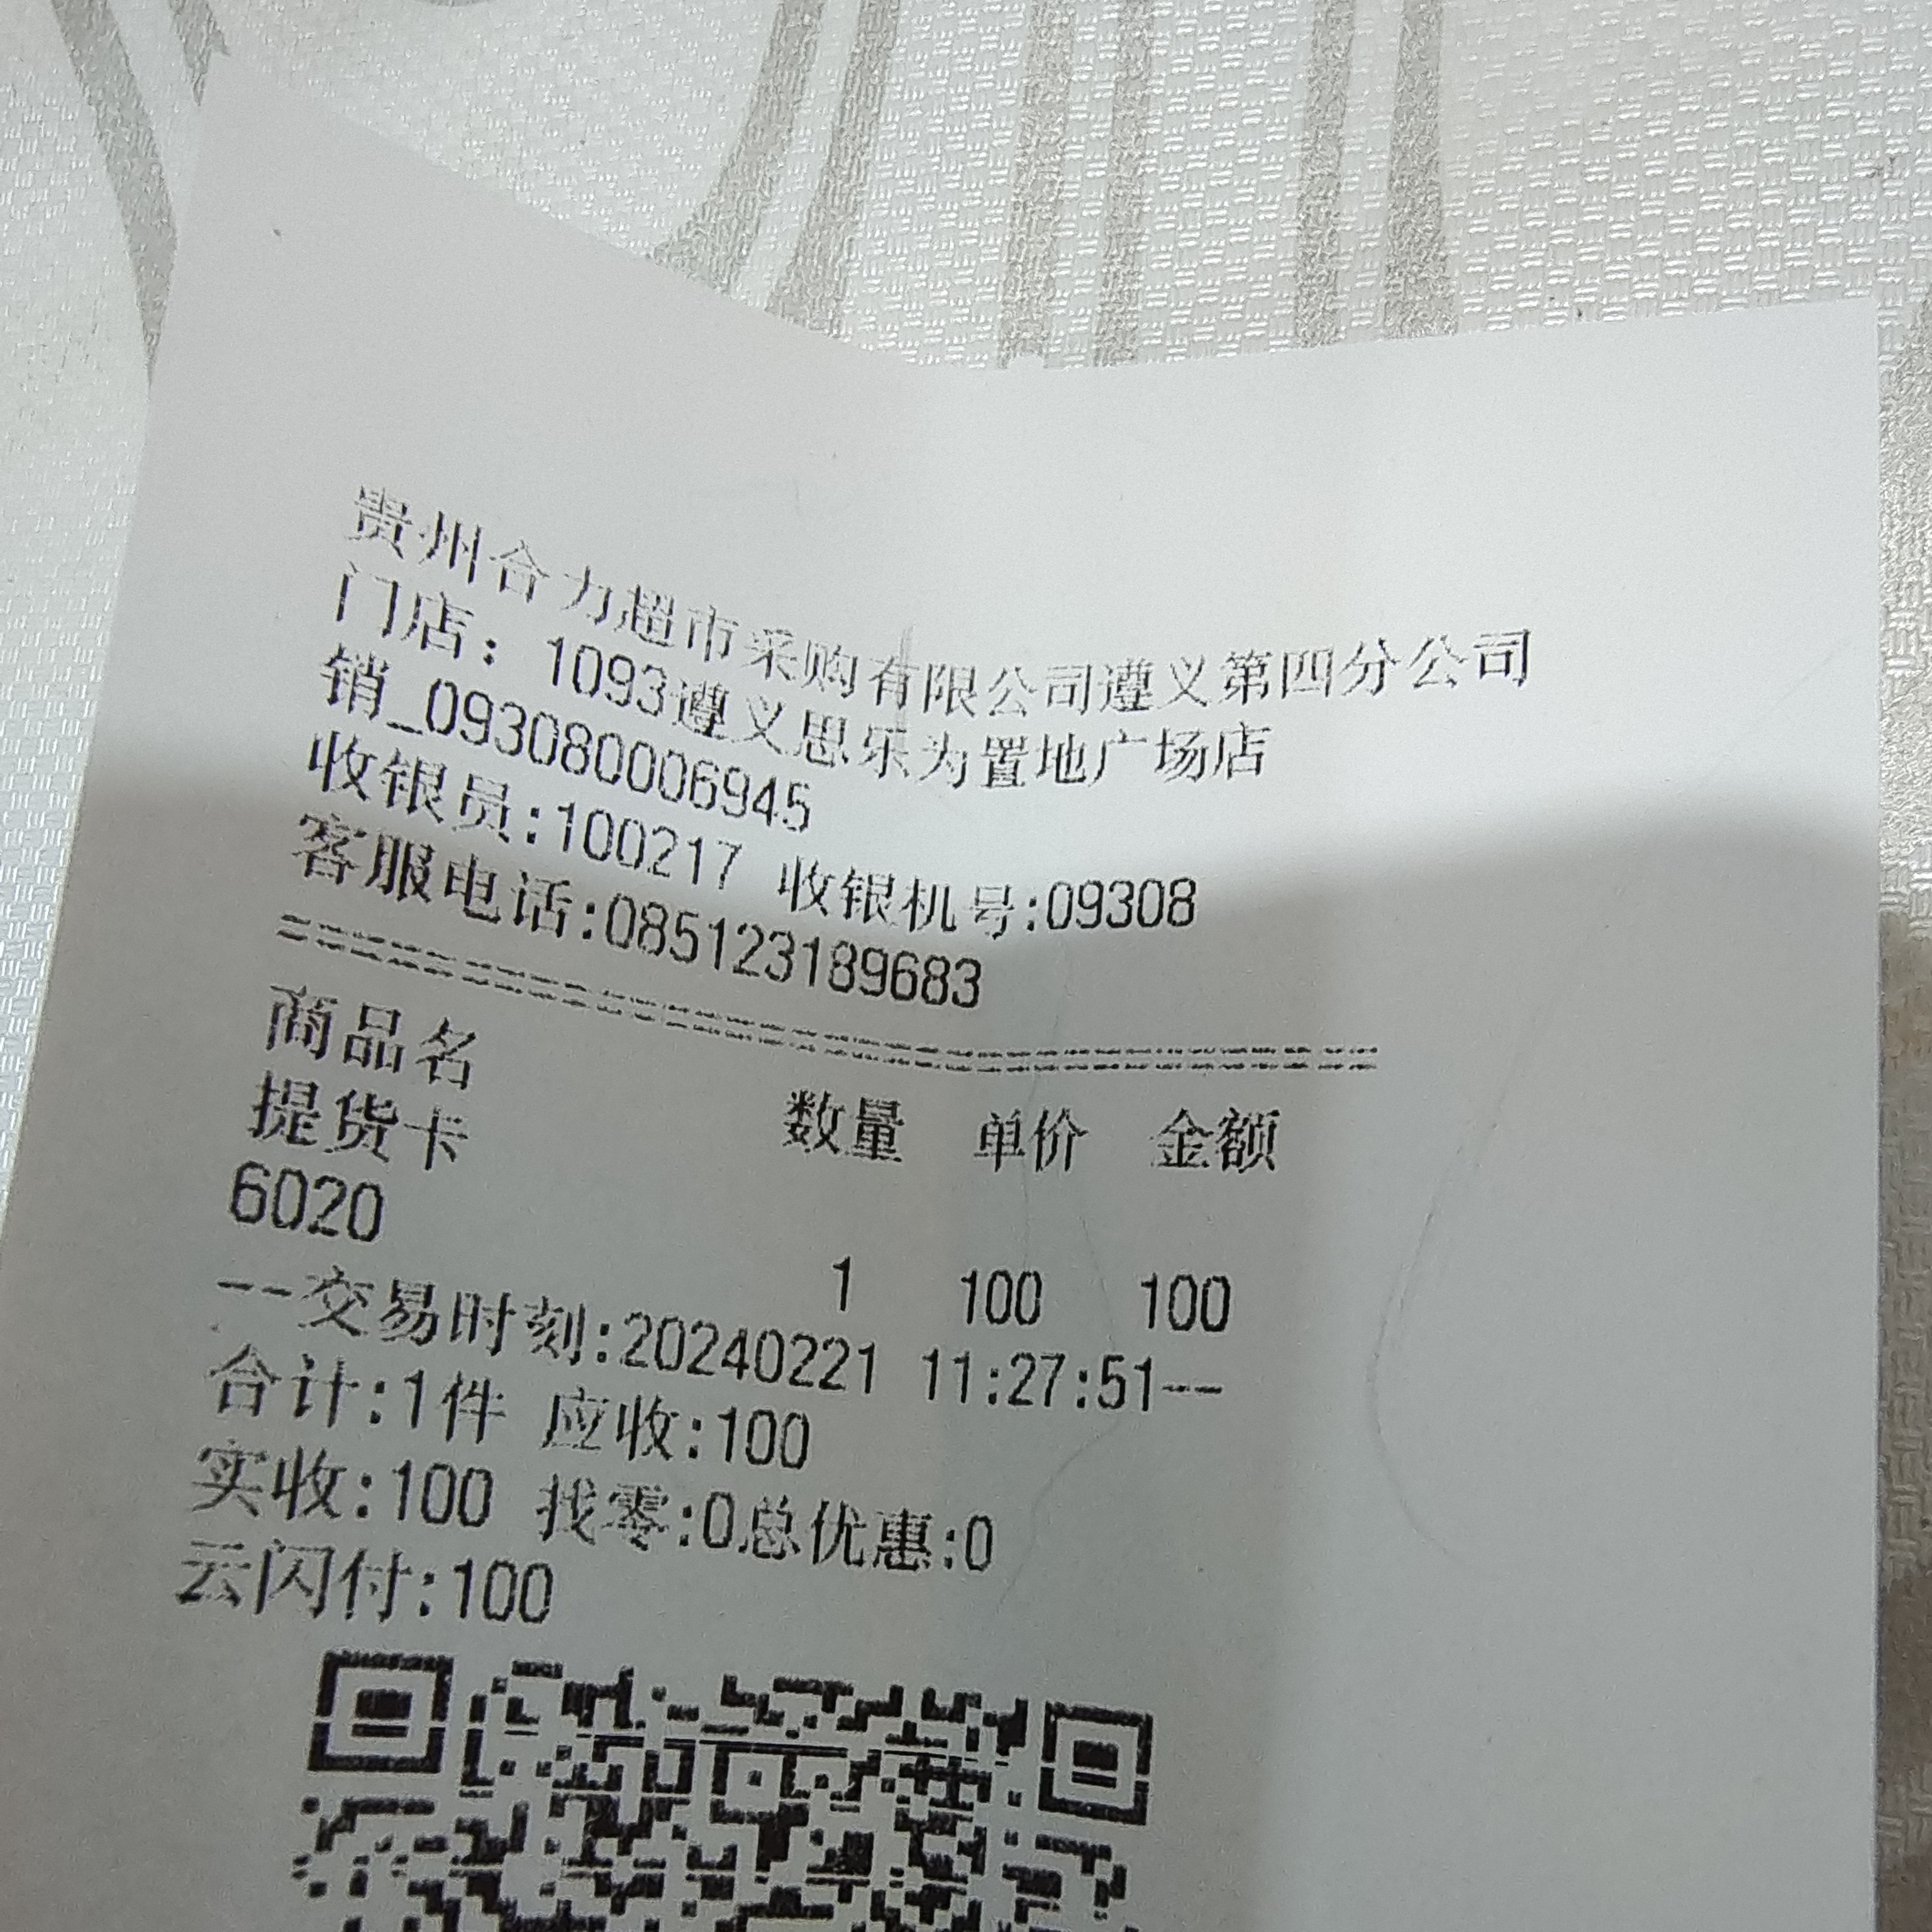 贵州合力超市采购有限公司遵义第四分公司
门店：1093遵义思乐为置地广场店
销_093080006945
收银员:100217 收银机号:09308
客服电话:085123189683
商品名 数量 单价 金额
提货卡
6020 1 100 100
--交易时刻:20240221 11:27:51--
合计:1件 应收:100
实收:100 找零:0总优惠:0
云闪付:100